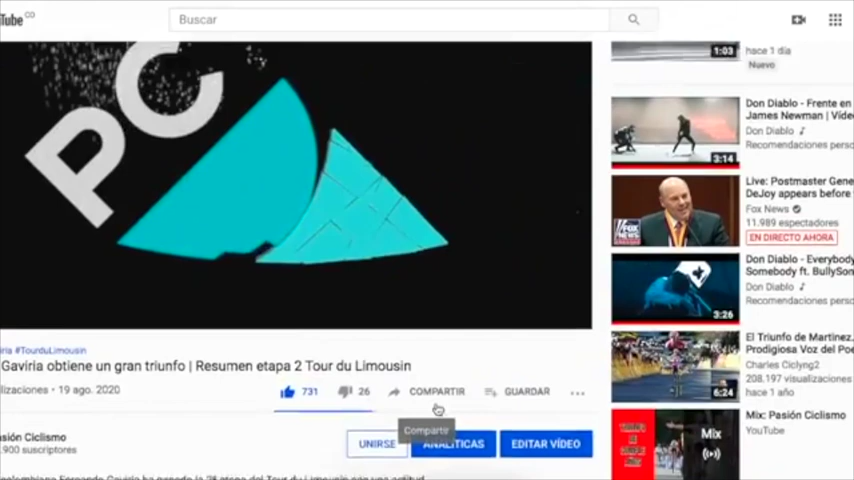 Tube CO
Buscar
PC
#TourduLimousin
Gaviria obtiene un gran triunfo | Resumen etapa 2 Tour du Limousin
• 19 ago. 2020
731
26
COMPARTIR
GUARDAR
Compartir
Ciclismo
.900 suscriptores
UNIRSE
ANALÍTICAS
EDITAR VÍDEO
1:03
hace 1 día
Nuevo
3:14
Don Diablo - Frente en
James Newman | Víde
Don Diablo
Recomendaciones perso
FOX
NEWS
Live: Postmaster Gene
DeJoy appears before
Fox News
11.989 espectadores
EN DIRECTO AHORA
3:26
Don Diablo - Everybody
Somebody ft. BullySon
Don Diablo
Recomendaciones perso
6:24
El Triunfo de Martinez.
Prodigiosa Voz del Poe
Charles Ciclyng2
208.197 visualizaciones
hace 1 año
Mix
Mix: Pasión Ciclismo
YouTube